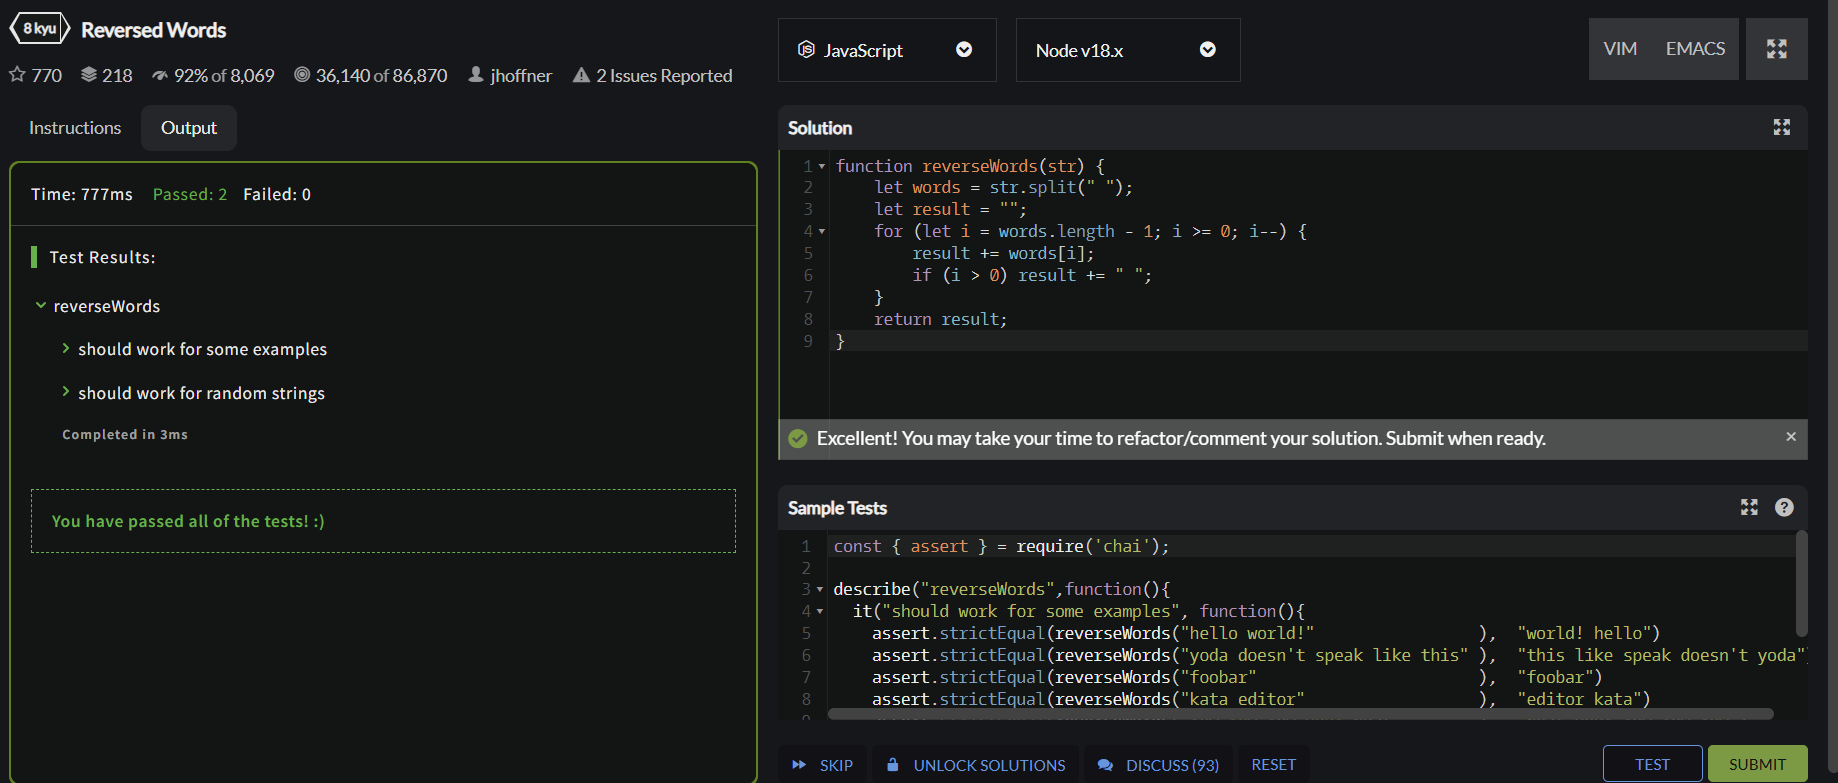 8 kyu Reversed Words
770 218 92% of 8,069 36,140 of 86,870 jhoffner 2 Issues Reported
Instructions Output
Time: 777ms Passed: 2 Failed: 0
Test Results:
reverseWords
should work for some examples
should work for random strings
Completed in 3ms
You have passed all of the tests! :)
JavaScript Node v18.x VIM EMACS
Solution
1 function reverseWords(str) {
2 let words = str.split(" ");
3 let result = "";
4 for (let i = words.length - 1; i >= 0; i--) {
5 result += words[i];
6 if (i > 0) result += " ";
7 }
8 return result;
9 }
Excellent! You may take your time to refactor/comment your solution. Submit when ready. ×
Sample Tests
1 const { assert } = require('chai');
2
3 describe("reverseWords",function(){
4 it("should work for some examples", function(){
5 assert.strictEqual(reverseWords("hello world!" ), "world! hello")
6 assert.strictEqual(reverseWords("yoda doesn't speak like this" ), "this like speak doesn't yoda")
7 assert.strictEqual(reverseWords("foobar" ), "foobar")
8 assert.strictEqual(reverseWords("kata editor" ), "editor kata")
SKIP UNLOCK SOLUTIONS DISCUSS (93) RESET TEST SUBMIT